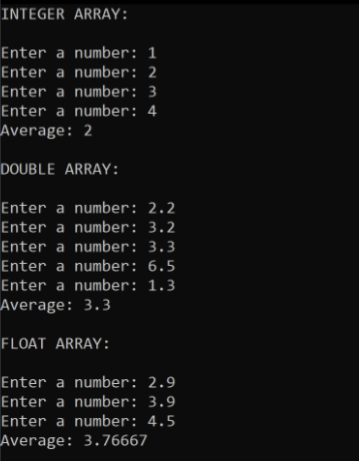 INTEGER ARRAY:
Enter a number: 1
Enter a number: 2
Enter a number: 3
Enter a number: 4
Average: 2
DOUBLE ARRAY:
Enter a number: 2.2
Enter a number: 3.2
Enter a number: 3.3
Enter a number: 6.5
Enter a number: 1.3
Average: 3.3
FLOAT ARRAY:
Enter a number: 2.9
Enter a number: 3.9
Enter a number: 4.5
Average: 3.76667